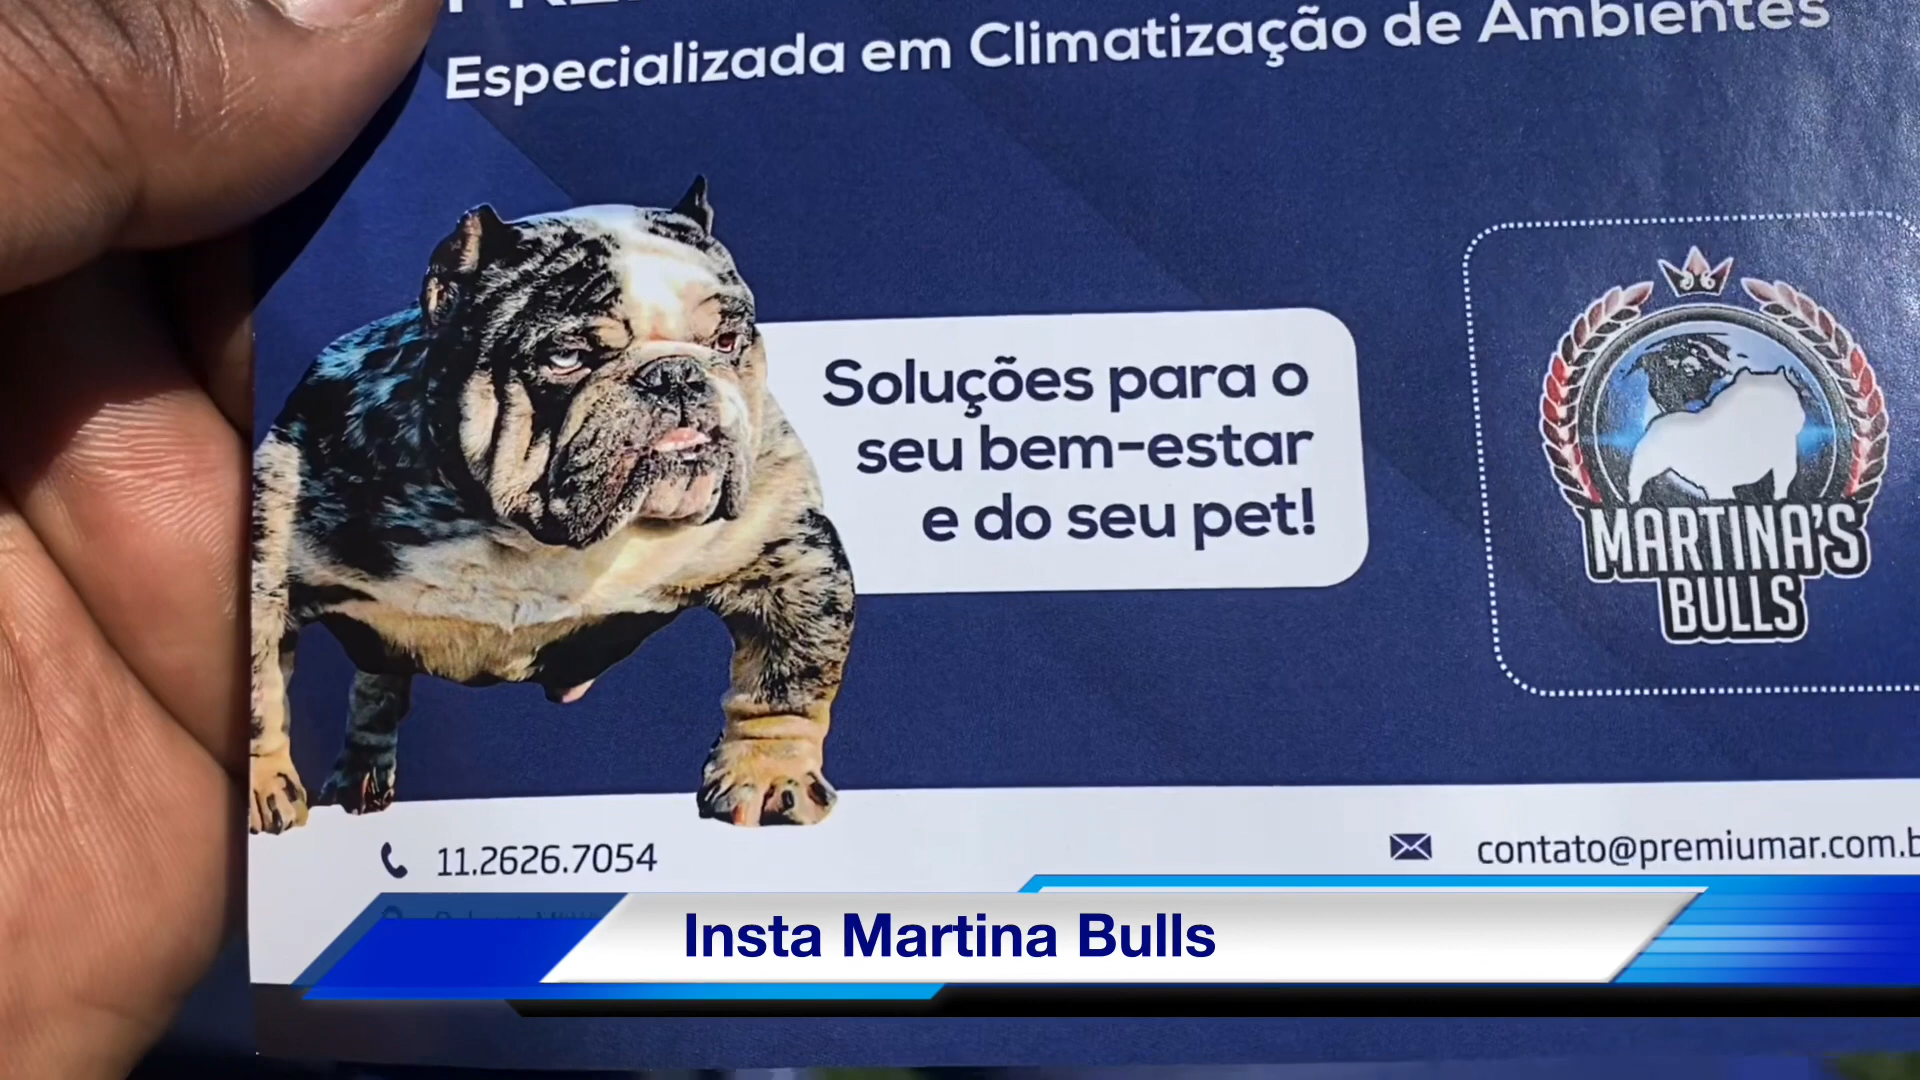 Especializada em Climatização de Ambientes
Soluções para o
seu bem-estar
e do seu pet!
MARTINA'S
BULLS
11.2626.7054
contato@premiumar.com.b
Insta Martina Bulls